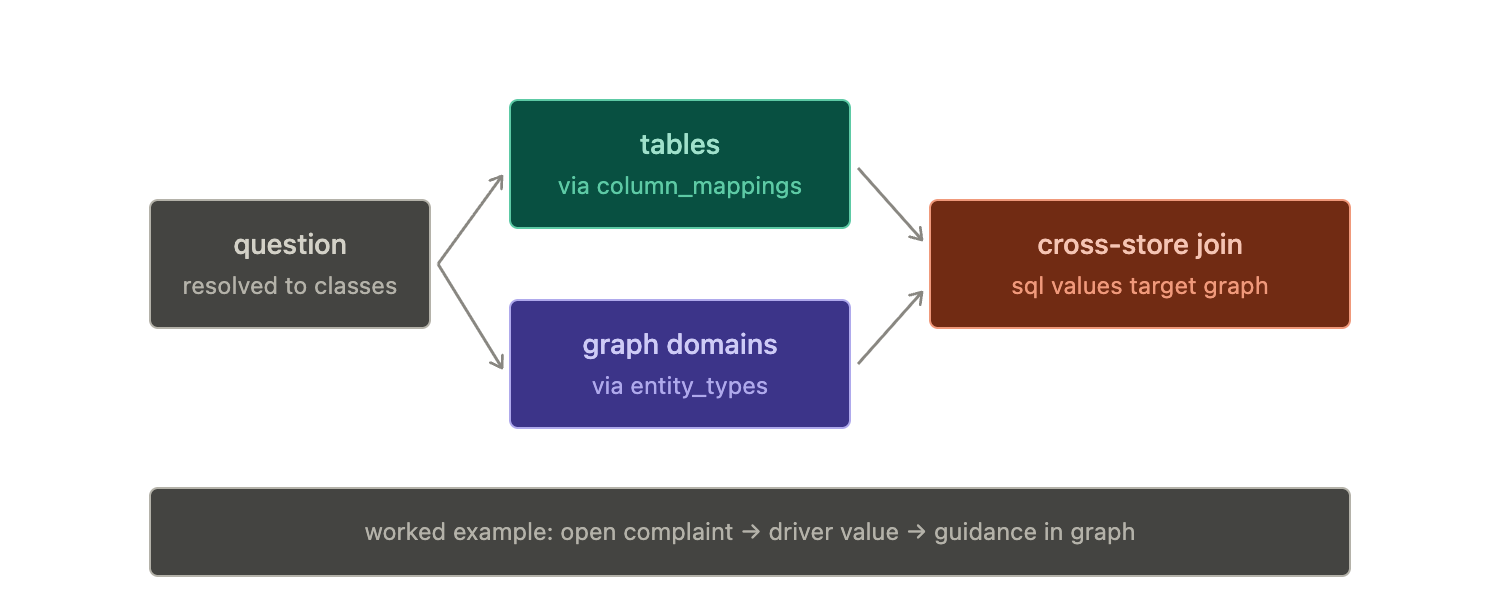 question
resolved to classes
tables
via column_mappings
graph domains
via entity_types
cross-store join
sql values target graph
worked example: open complaint → driver value → guidance in graph